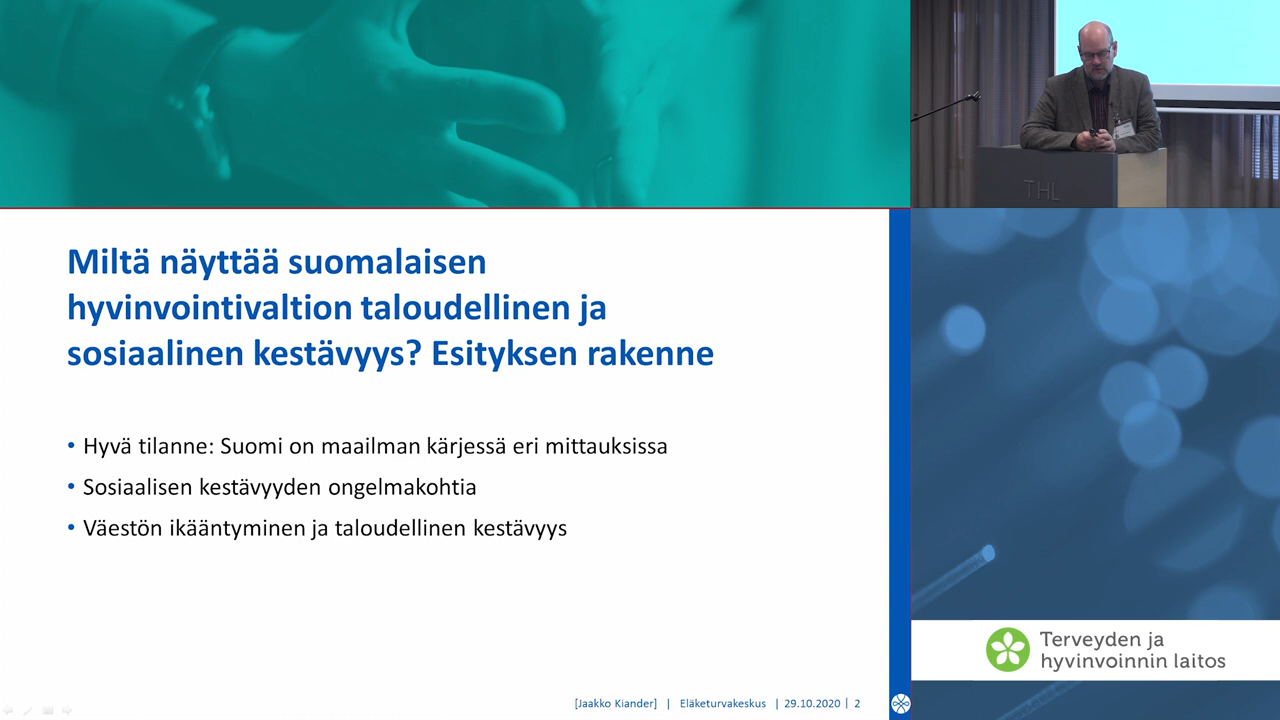 THL
Miltä näyttää suomalaisen
hyvinvointivaltion taloudellinen ja
sosiaalinen kestävyys? Esityksen rakenne
• Hyvä tilanne: Suomi on maailman kärjessä eri mittauksissa
• Sosiaalisen kestävyyden ongelmakohtia
• Väestön ikääntyminen ja taloudellinen kestävyys
Terveyden ja
hyvinvoinnin laitos
[Jaakko Kiander] | Eläketurvakeskus | 29.10.2020 | 2